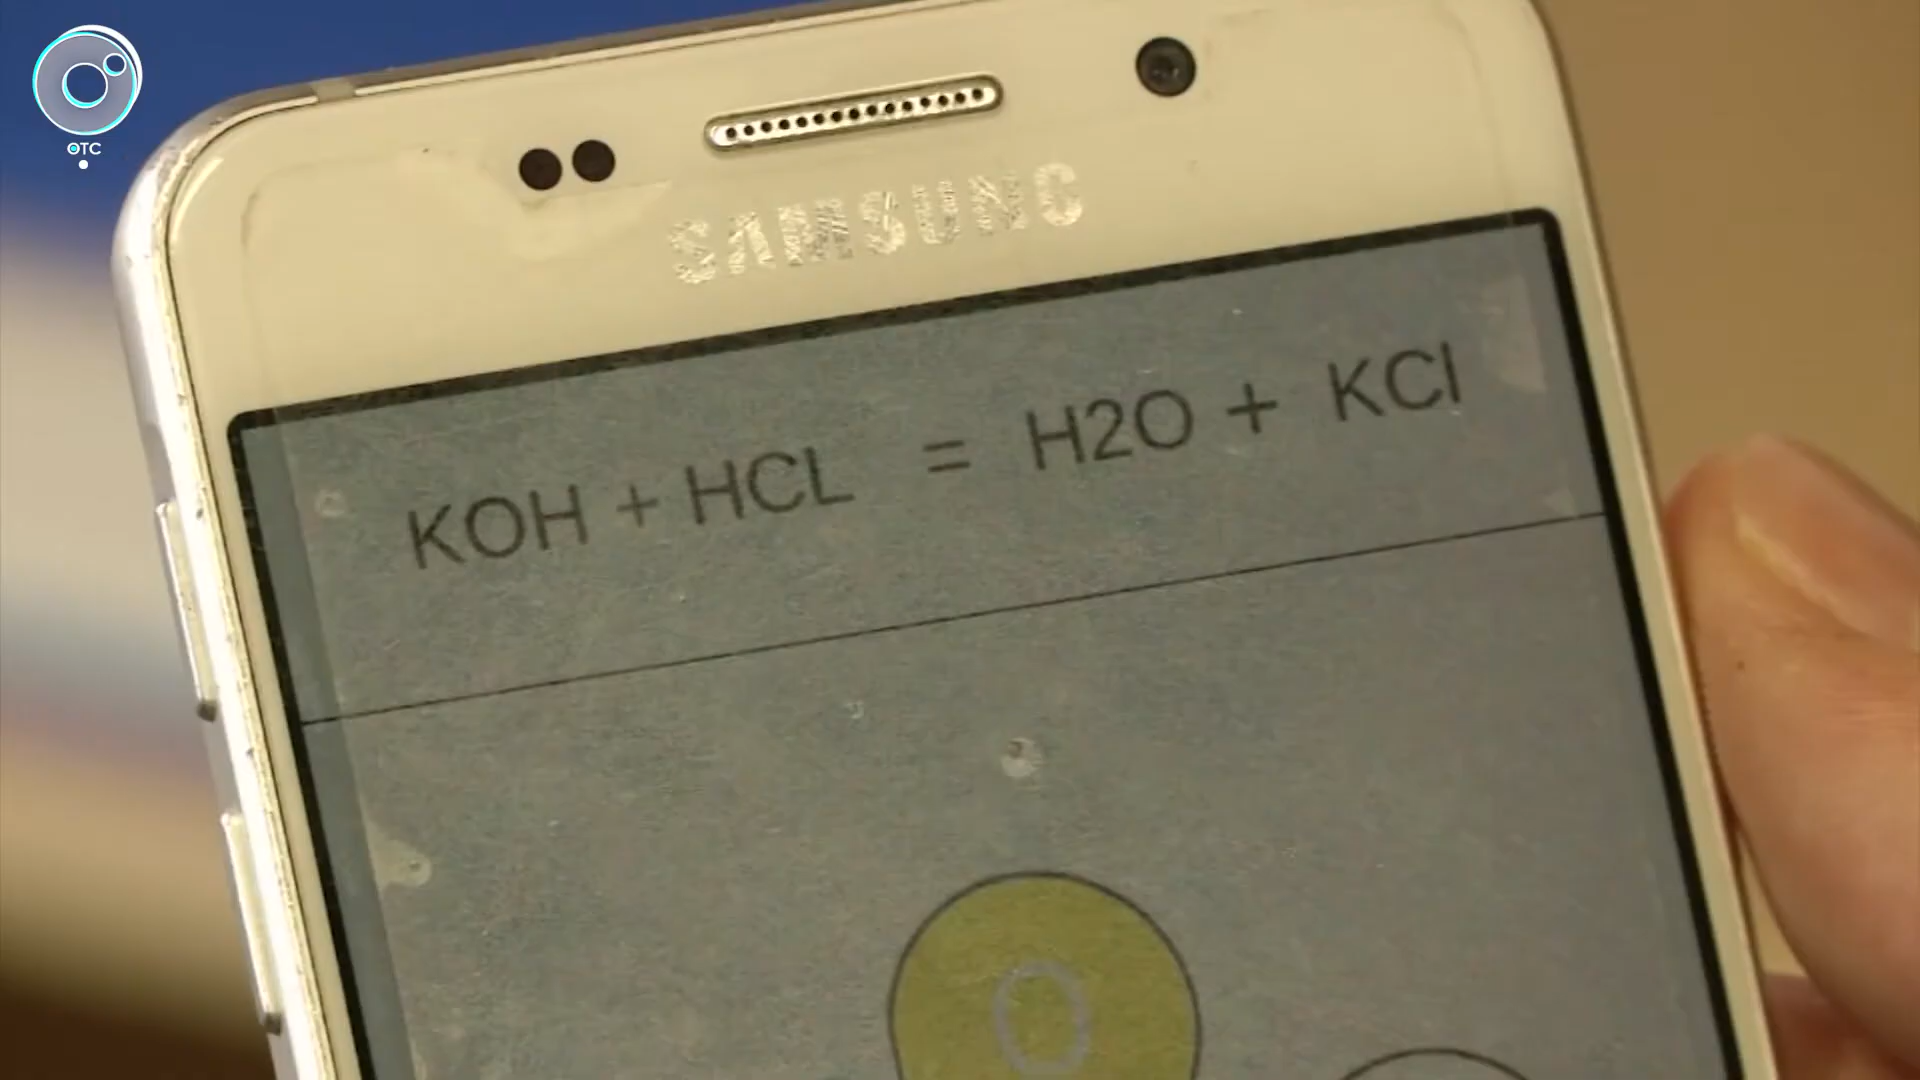 ОТС
SAMSUNG
KOH + HCL = H2O + KCl
O